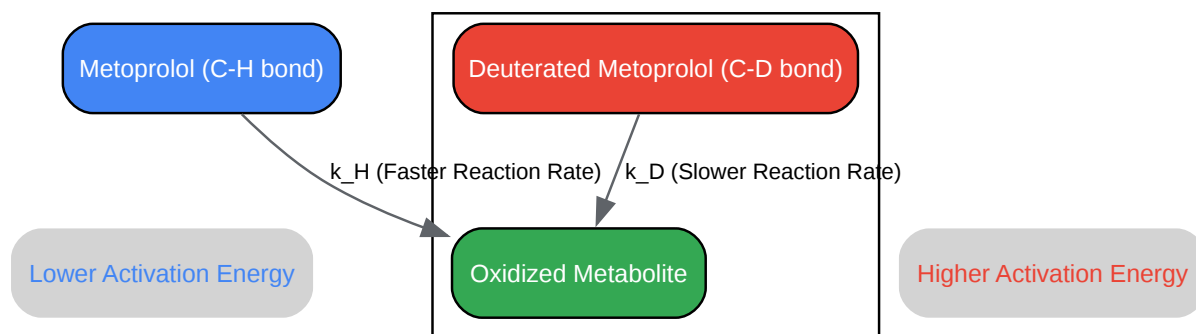 Metoprolol (C-H bond)
Deuterated Metoprolol (C-D bond)
k_H (Faster Reaction Rate)
k_D (Slower Reaction Rate)
Lower Activation Energy
Oxidized Metabolite
Higher Activation Energy